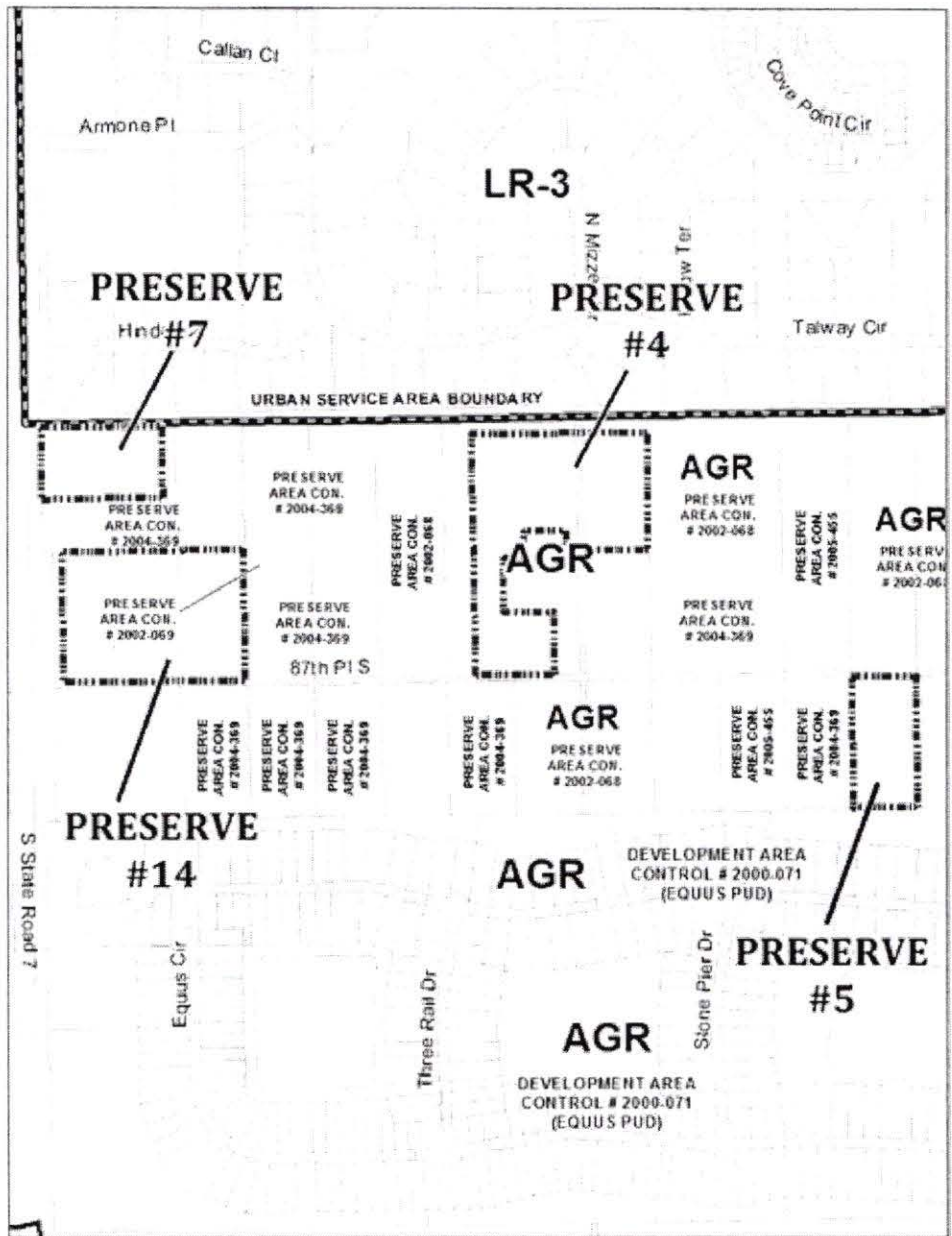 Callan Ct
Cove Point Cir
Armone Pl
LR-3
PRESERVE
#7
PRESERVE
#4
Talway Cir
URBAN SERVICE AREA BOUNDARY
PRESERVE
AREA CON.
# 2004-369
PRESERVE
AREA CON.
# 2004-369
PRESERVE
AREA CON.
# 2002-068
AGR
AGR
PRESERVE
AREA CON.
# 2002-068
PRESERVE
AREA CON.
# 2005-455
AGR
PRESERV
AREA CON
# 2002-06
PRESERVE
AREA CON.
# 2002-069
PRESERVE
AREA CON.
# 2004-369
PRESERVE
AREA CON.
# 2004-369
87th Pl S
PRESERVE
AREA CON.
# 2004-369
PRESERVE
AREA CON.
# 2004-369
PRESERVE
AREA CON.
# 2004-369
PRESERVE
AREA CON.
# 2004-369
AGR
PRESERVE
AREA CON.
# 2002-068
PRESERVE
AREA CON.
# 2005-455
PRESERVE
AREA CON.
# 2004-369
PRESERVE
#14
S State Road 7
AGR
DEVELOPMENT AREA
CONTROL # 2000-071
(EQUUS PUD)
PRESERVE
#5
Equus Cir
Three Rail Dr
Stone Pier Dr
AGR
DEVELOPMENT AREA
CONTROL # 2000-071
(EQUUS PUD)